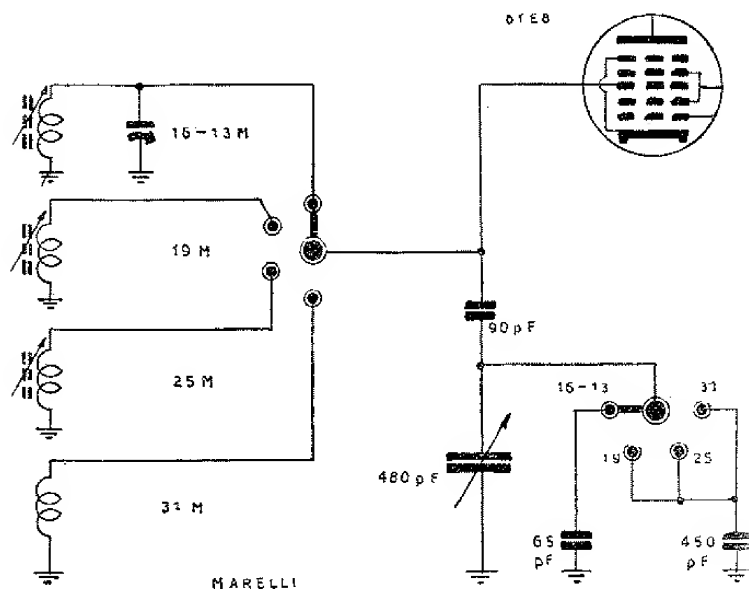 6TE8
16-13 M
19 M
90 pF
25 M
16-13
31
480 pF
19
25
31 M
65 pF
450 pF
MARELLI